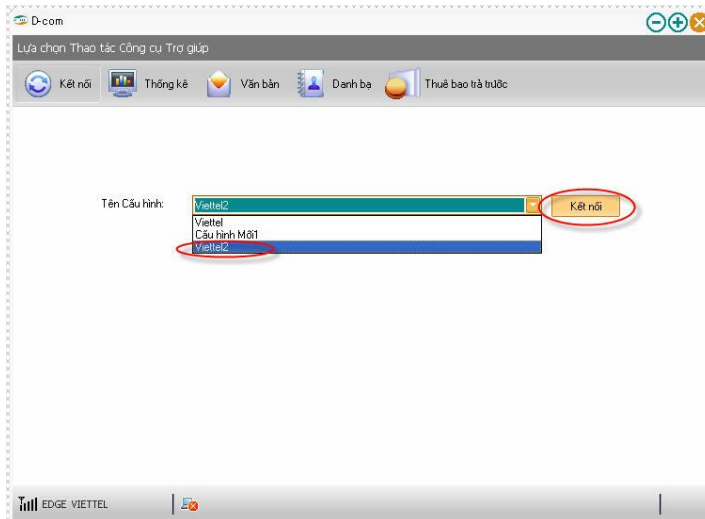 D-com
Lựa chọn Thao tác Công cụ Trợ giúp
Kết nối Thống kê Văn bản Danh bạ Thuê bao trả trước
Tên Cấu hình: Viettel2 Kết nối
Viettel
Cấu hình Mới1
Viettel2
EDGE VIETTEL